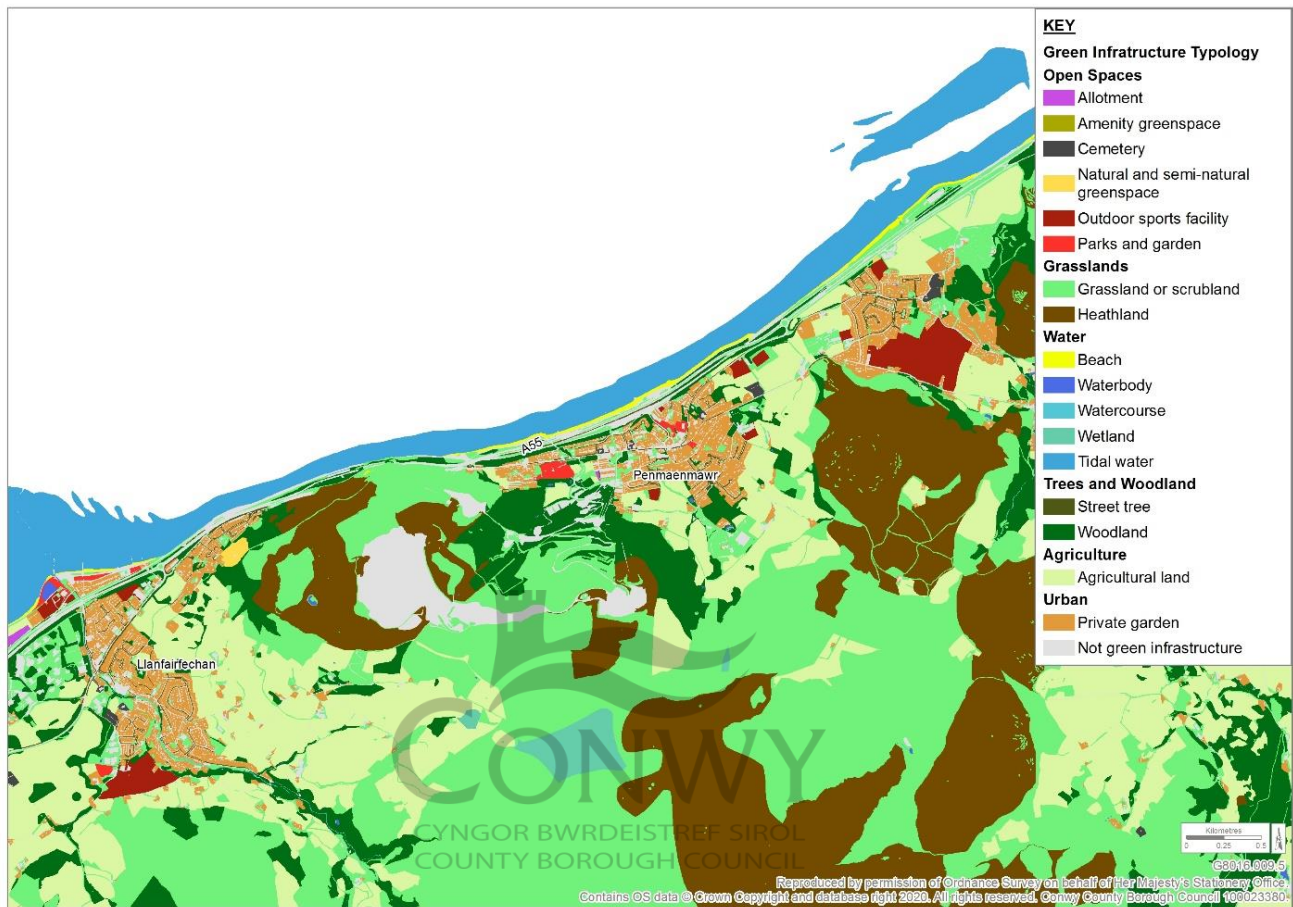 KEY
Green Infratructure Typology
Open Spaces
Allotment
Amenity greenspace
Cemetery
Natural and semi-natural
greenspace
Outdoor sports facility
Parks and garden
Grasslands
Grassland or scrubland
Heathland
Water
Beach
Waterbody
Watercourse
Wetland
Tidal water
Trees and Woodland
Street tree
Woodland
Agriculture
Agricultural land
Urban
Private garden
Not green infrastructure
A55
Penmaenmawr
Llanfairfechan
CONWY
CYNGOR BWRDEISTREF SIROL
COUNTY BOROUGH COUNCIL
Kilometres
0 0.25 0.5
G8016.009.5
Reproduced by permission of Ordnance Survey on behalf of Her Majesty's Stationery Office.
Contains OS data © Crown Copyright and database right 2020. All rights reserved. Conwy County Borough Council 100023380